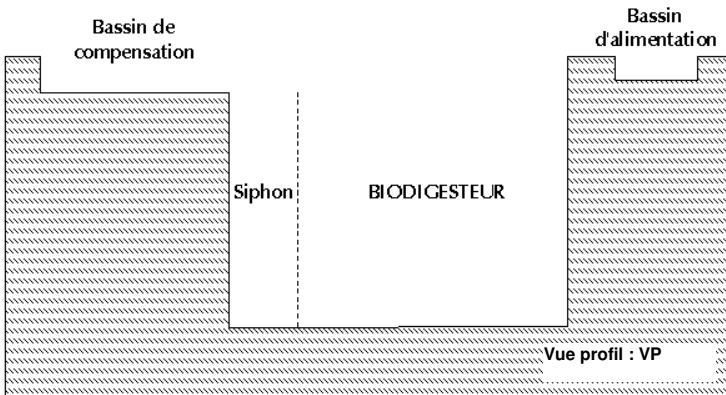 Bassin de
compensation
Bassin
d'alimentation
Siphon
BIODIGESTEUR
Vue profil : VP